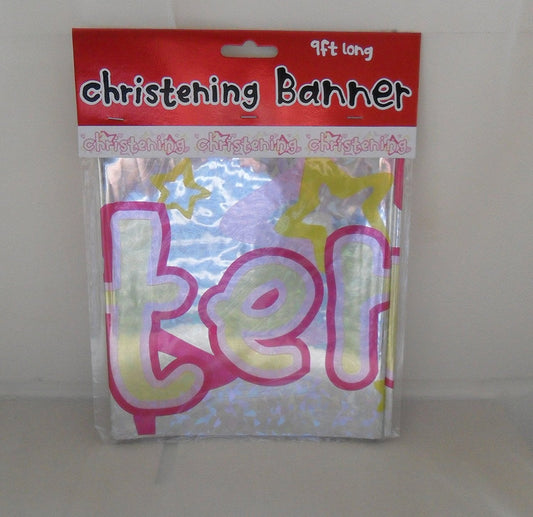 9ft long
christening Banner
christening christening christening
ter